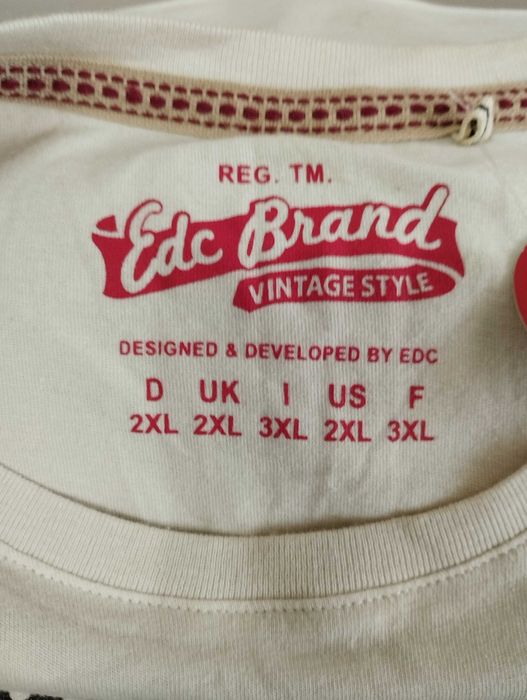 REG. TM.
Edc Brand
VINTAGE STYLE
DESIGNED & DEVELOPED BY EDC
D UK I US F
2XL 2XL 3XL 2XL 3XL